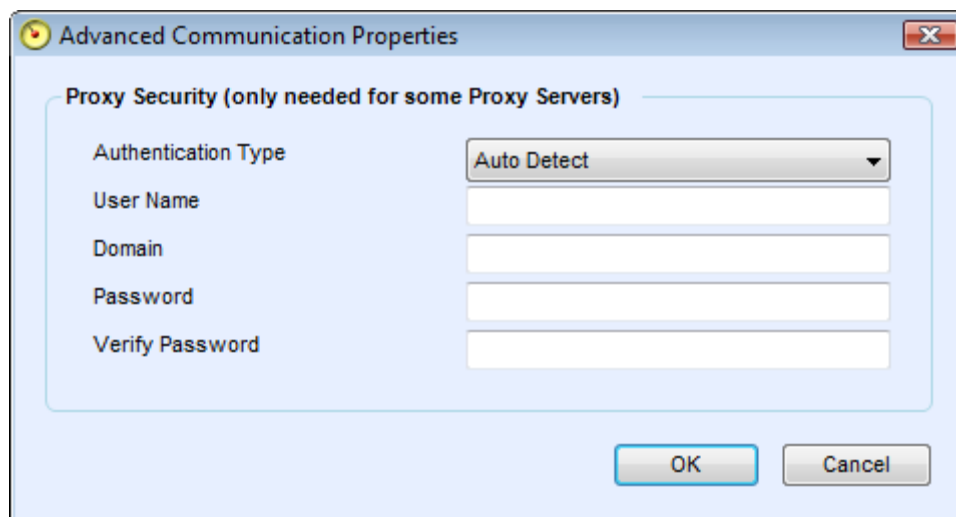 Advanced Communication Properties
Proxy Security (only needed for some Proxy Servers)
Authentication Type
Auto Detect
User Name
Domain
Password
Verify Password
OK
Cancel